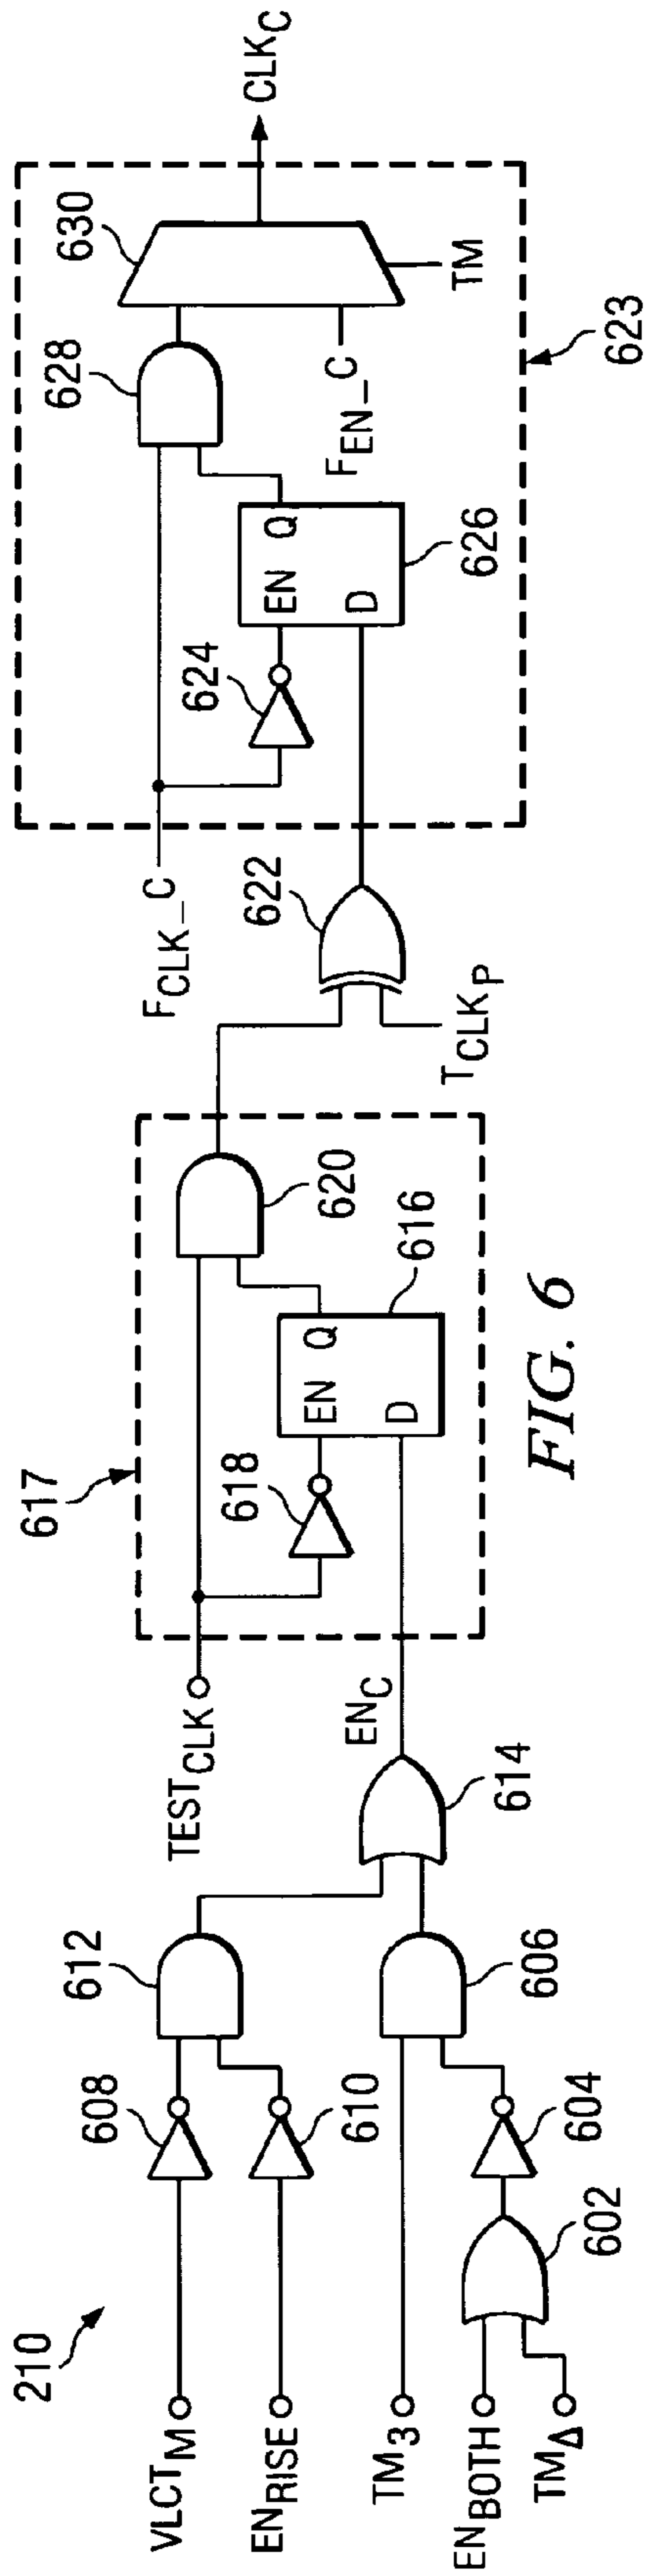 210
VLCT_M
EN_RISE
TM_3
EN_BOTH
TM_Δ
608
610
612
604
602
606
614
EN_C
TEST_CLK
617
618
EN
Q
D
616
620
T_CLK_P
622
F_CLK_C
624
EN
Q
D
626
628
F_EN_C
630
TM
623
CLK_C
FIG. 6